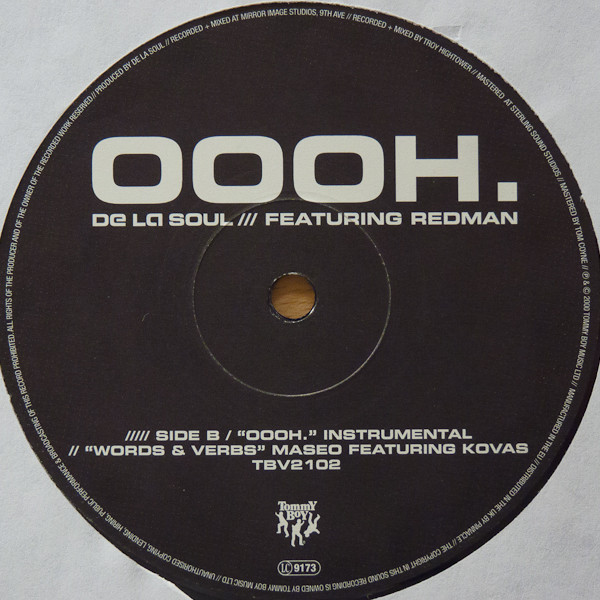 OOOH.
De La SOUL /// FEATURING REDMAN
///// SIDE B / “OOOH.” INSTRUMENTAL
// “WORDS & VERBS” MASEO FEATURING KOVAS
TBV2102
Tommy
Boy
LC 9173
UNAUTHORISED COPYING, LENDING, HIRING, PUBLIC PERFORMANCE & BROADCASTING OF THIS RECORD PROHIBITED. ALL RIGHTS OF THE PRODUCER AND OF THE OWNER OF THE RECORDED WORK RESERVED // PRODUCED BY DE LA SOUL // RECORDED + MIXED AT MIRROR IMAGE STUDIOS, 9TH AVE // RECORDED + MIXED BY TROY HIGHTOWER // MASTERED AT STERLING SOUND STUDIOS // MASTERED BY TOM COYNE // ℗ & © 2000 TOMMY BOY MUSIC LTD // MANUFACTURED IN THE EU // DISTRIBUTED IN THE UK BY PINNACLE // THE COPYRIGHT IN THIS SOUND RECORDING IS OWNED BY TOMMY BOY MUSIC LTD //